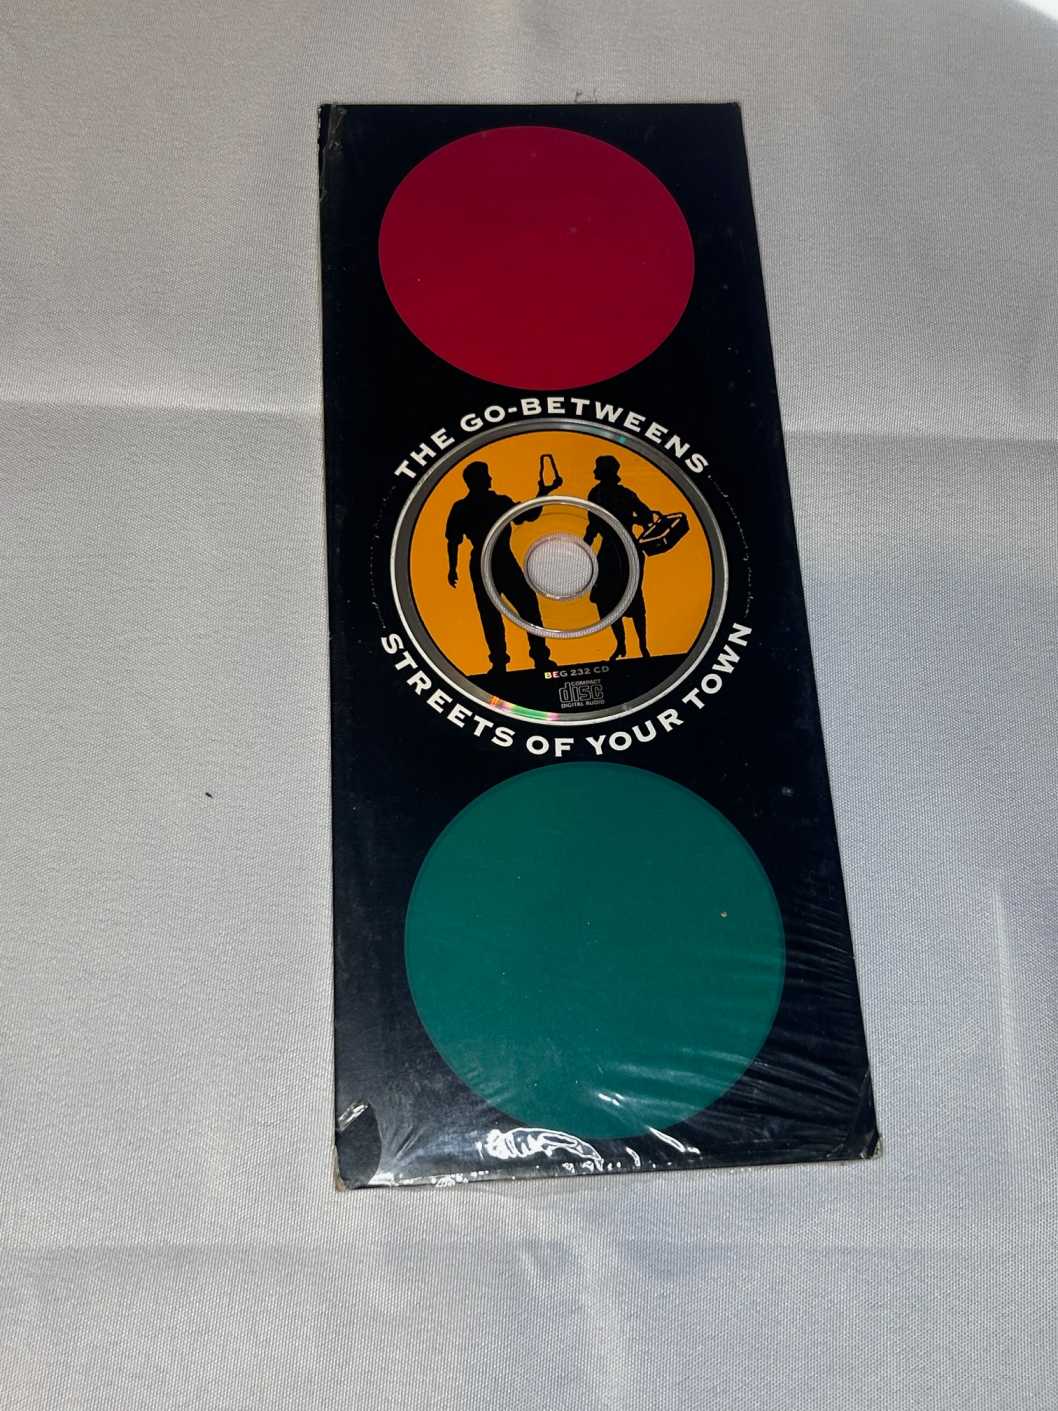 THE GO-BETWEENS
BEG 232 CD
COMPACT
disc
DIGITAL AUDIO
STREETS OF YOUR TOWN